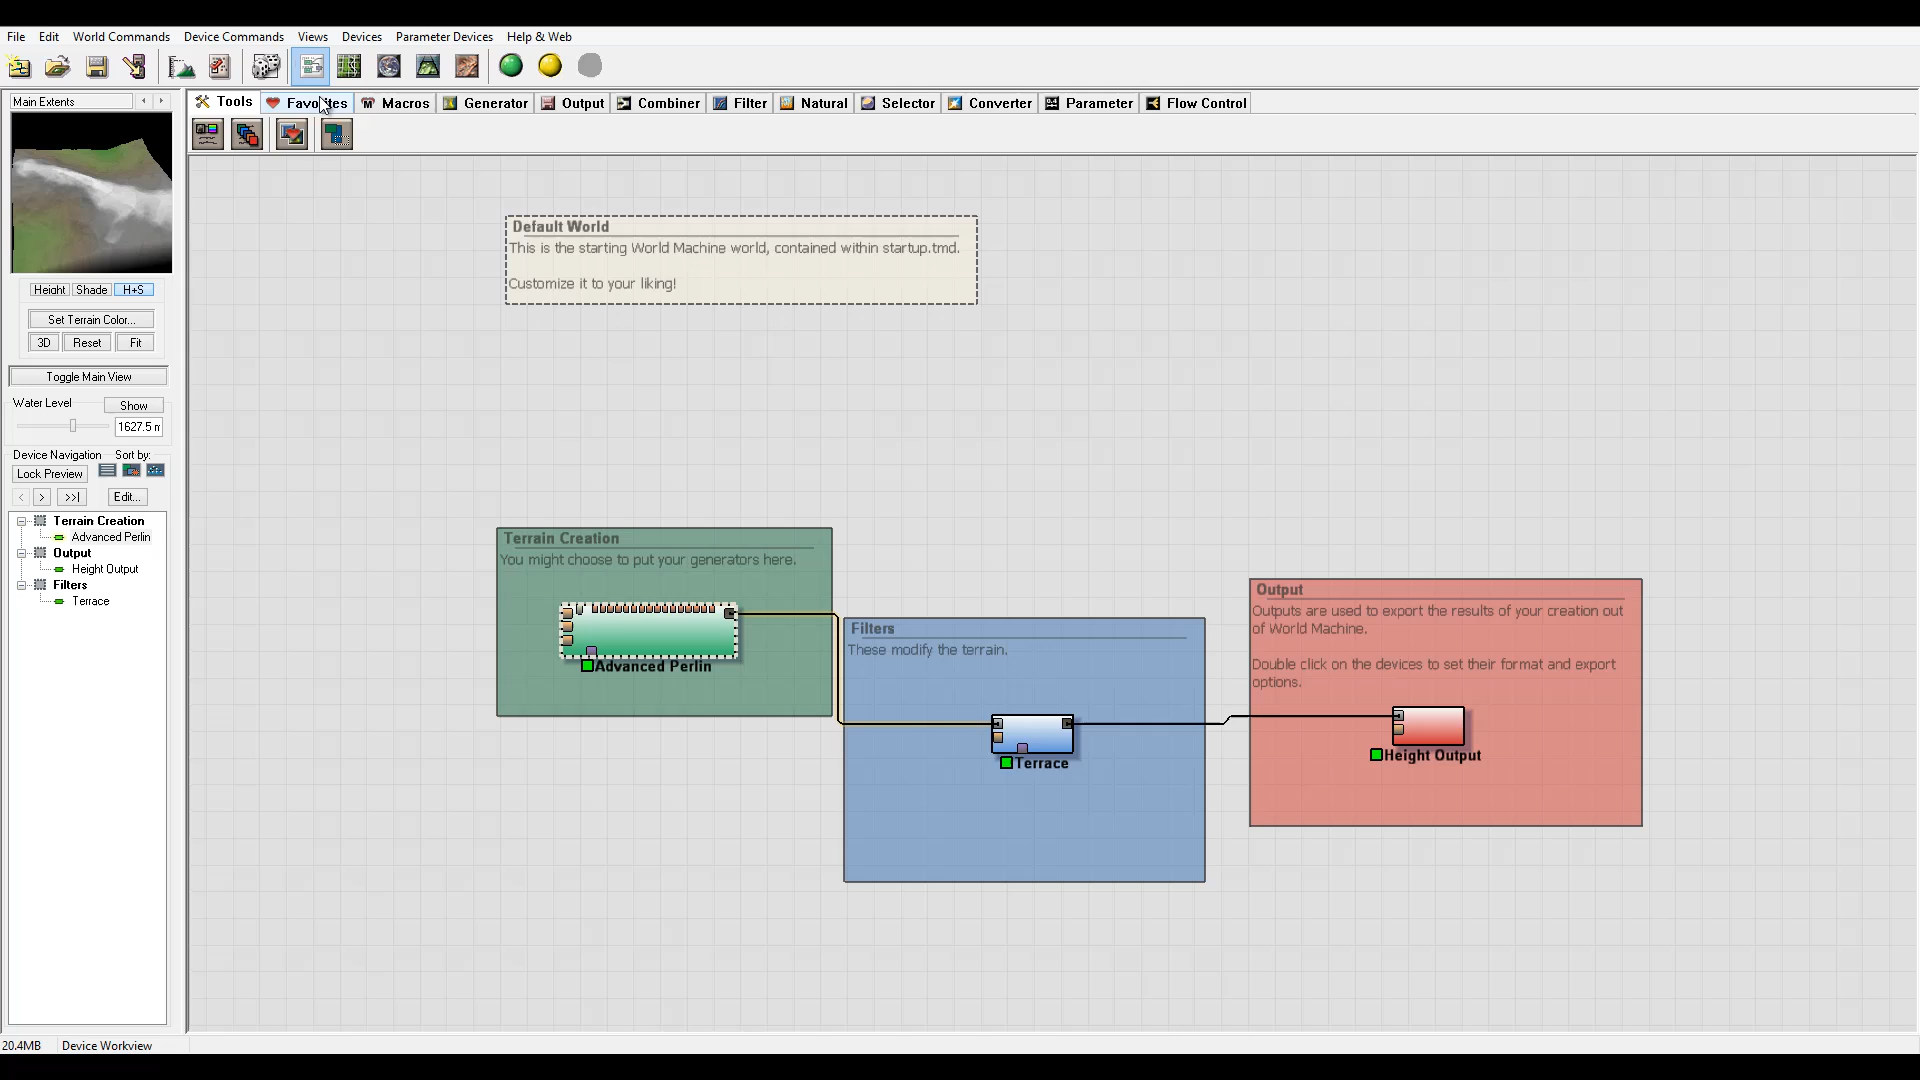 File Edit World Commands Device Commands Views Devices Parameter Devices Help & Web
Main Extents
Tools Favorites Macros Generator Output Combiner Filter Natural Selector Converter Parameter Flow Control
Height Shade H+S
Set Terrain Color...
3D Reset Fit
Toggle Main View
Water Level Show
1627.5 m
Device Navigation Sort by:
Lock Preview
< > >>| Edit...
Terrain Creation
Advanced Perlin
Output
Height Output
Filters
Terrace
Default World
This is the starting World Machine world, contained within startup.tmd.
Customize it to your liking!
Terrain Creation
You might choose to put your generators here.
Advanced Perlin
Filters
These modify the terrain.
Terrace
Output
Outputs are used to export the results of your creation out
of World Machine.
Double click on the devices to set their format and export
options.
Height Output
20.4MB Device Workview